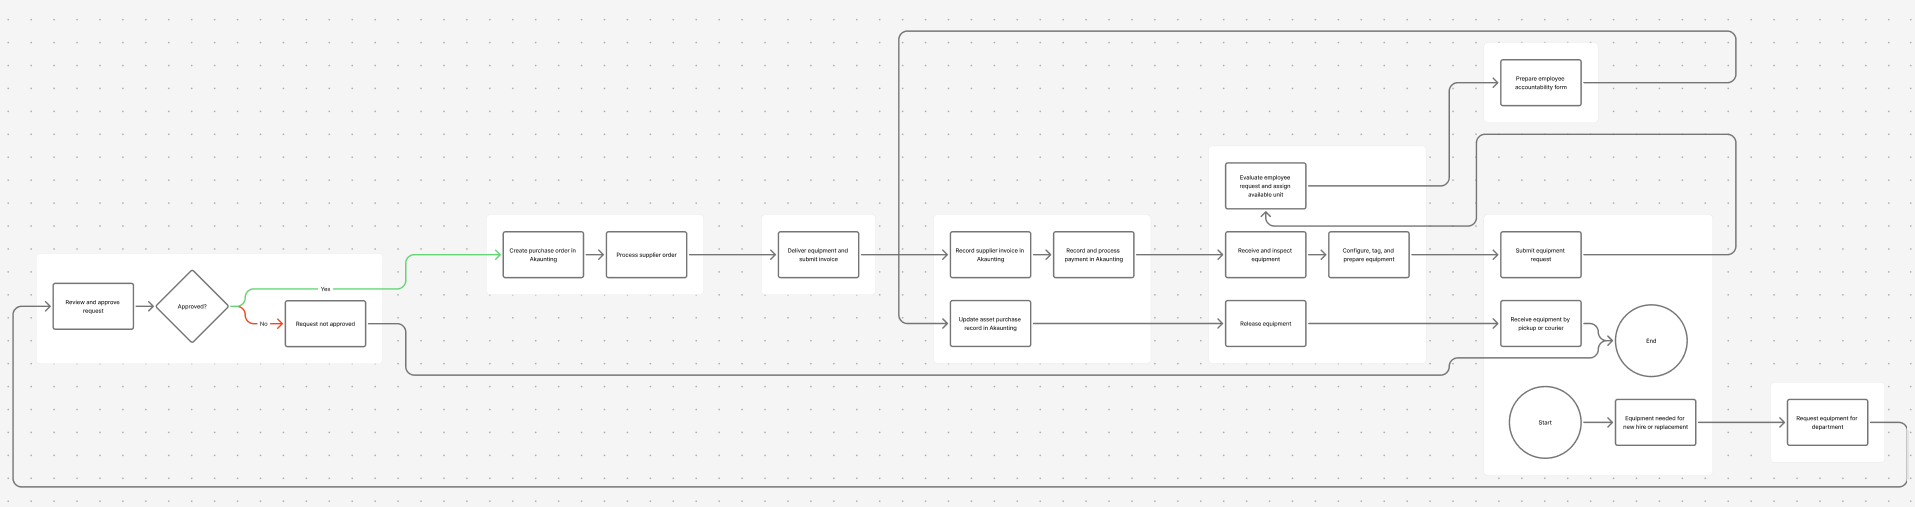 Prepare employee
accountability form
Evaluate employee
request and assign
available unit
Create purchase order in
Akaunting
Process supplier order
Deliver equipment and
submit invoice
Record supplier invoice in
Akaunting
Record and process
payment in Akaunting
Receive and inspect
equipment
Configure, tag, and
prepare equipment
Submit equipment
request
Review and approve
request
Approved?
Yes
No
Request not approved
Update asset purchase
record in Akaunting
Release equipment
Receive equipment by
pickup or courier
End
Start
Equipment needed for
new hire or replacement
Request equipment for
department